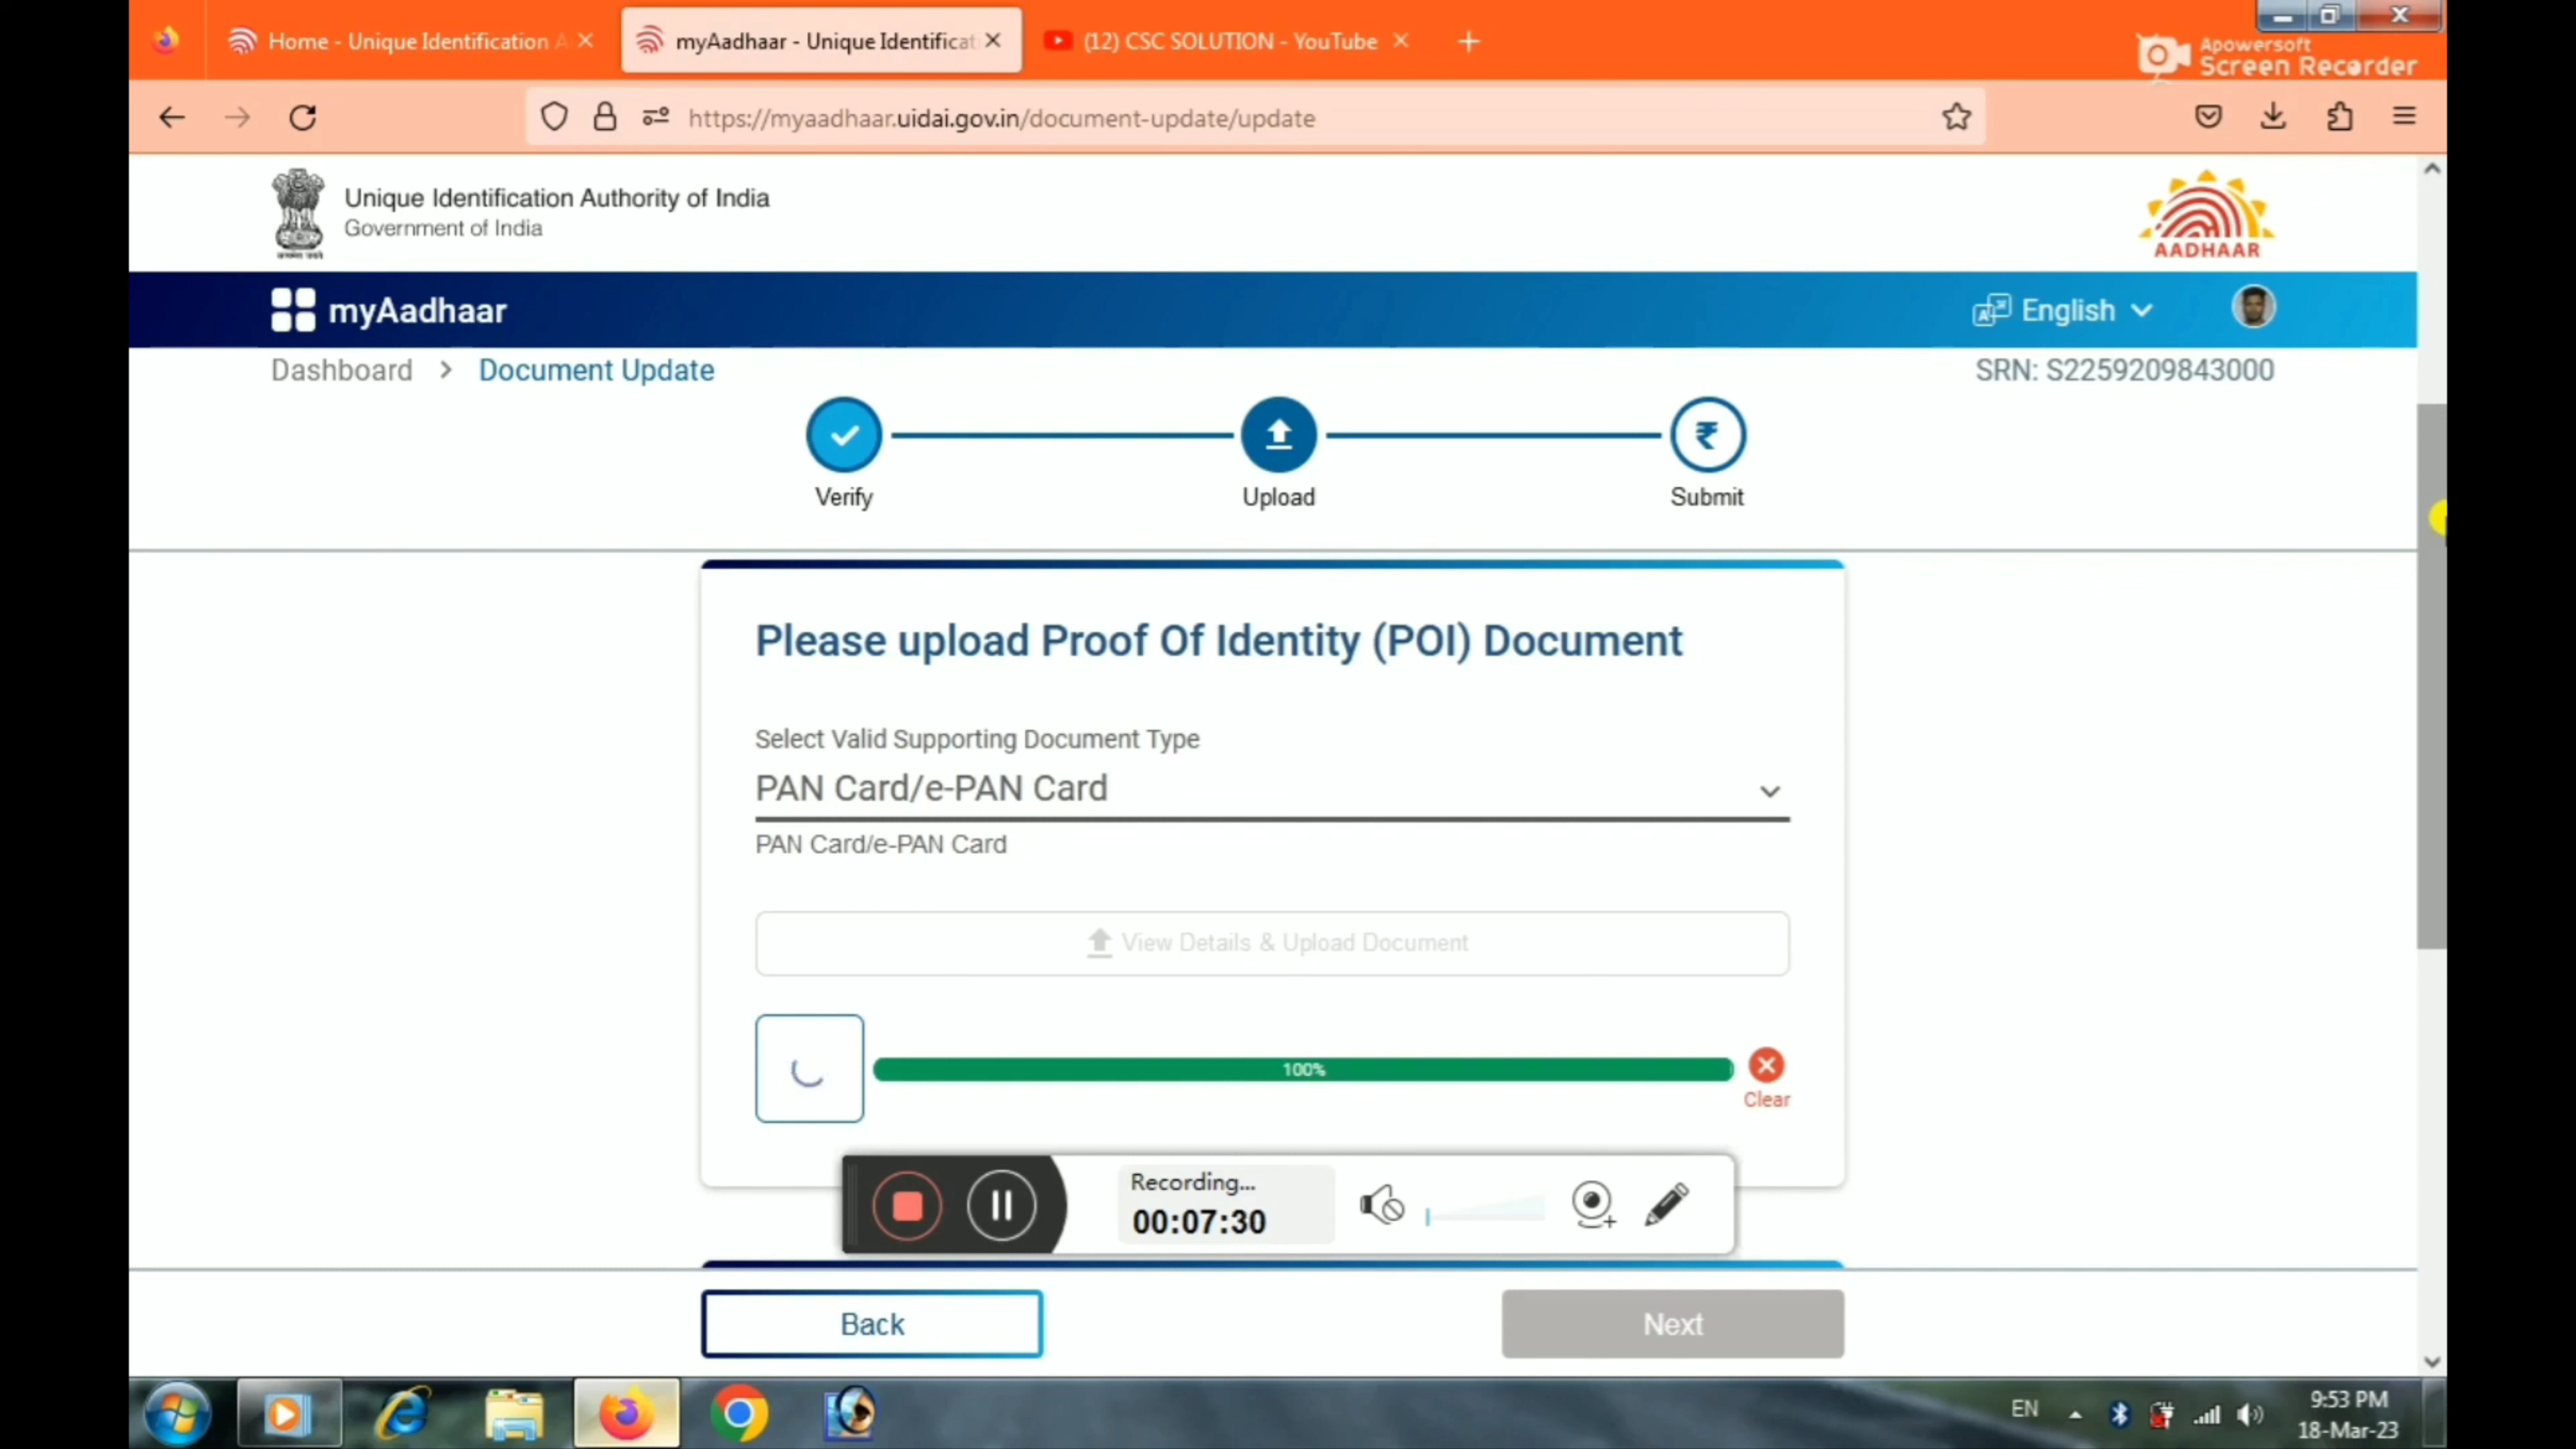 Home - Unique Identification A
myAadhaar - Unique Identificat
(12) CSC SOLUTION - YouTube
Apowersoft
Screen Recorder
https://myaadhaar.uidai.gov.in/document-update/update
Unique Identification Authority of India
Government of India
AADHAAR
myAadhaar
English
Dashboard > Document Update
SRN: S2259209843000
Verify
Upload
Submit
Please upload Proof Of Identity (POI) Document
Select Valid Supporting Document Type
PAN Card/e-PAN Card
PAN Card/e-PAN Card
View Details & Upload Document
100%
Clear
Recording...
00:07:30
Back
Next
EN
9:53 PM
18-Mar-23